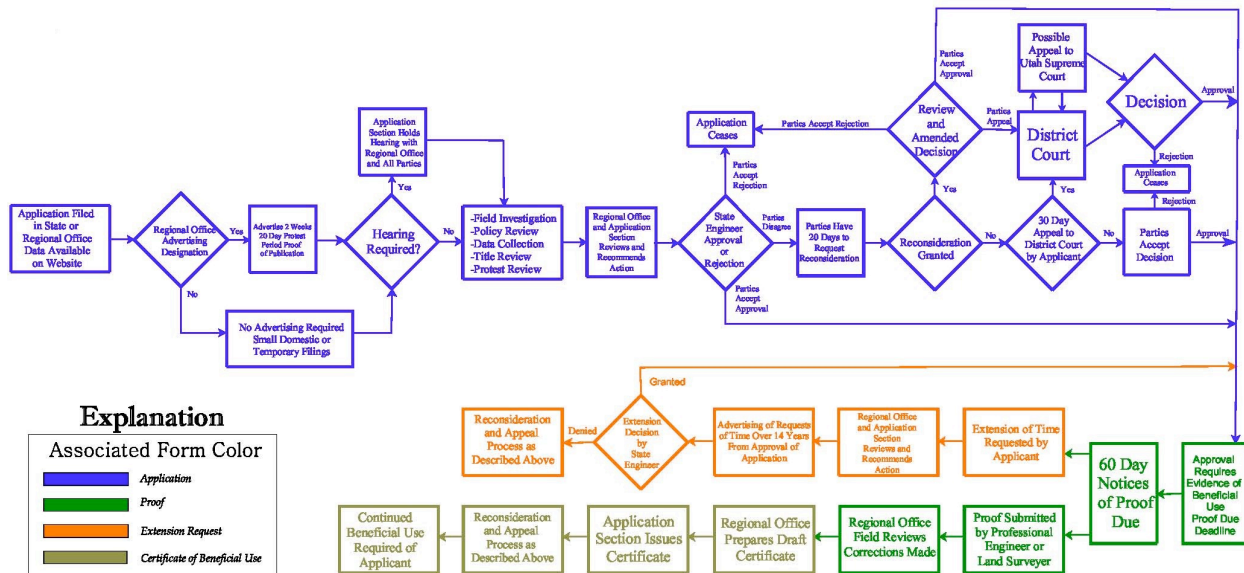 Application Filed
in State or
Regional Office
Data Available
on Website
Regional Office
Advertising
Designation
Yes
No
Advertise 2 Weeks
20 Day Protest
Period Proof
of Publication
No Advertising Required
Small Domestic or
Temporary Filings
Hearing
Required?
Yes
No
Application
Section Holds
Hearing with
Regional Office
and All Parties
-Field Investigation
-Policy Review
-Data Collection
-Title Review
-Protest Review
Regional Office
and Application
Section
Reviews and
Recommends
Action
State
Engineer
Approval
or
Rejection
Parties
Accept
Rejection
Application
Ceases
Parties
Disagree
Parties
Accept
Approval
Parties Have
20 Days to
Request
Reconsideration
Reconsideration
Granted
Yes
No
Review
and
Amended
Decision
Parties Accept Rejection
Parties
Accept
Approval
Parties
Appeal
30 Day
Appeal to
District Court
by Applicant
Yes
No
District
Court
Possible
Appeal to
Utah Supreme
Court
Decision
Approval
Rejection
Application
Ceases
Rejection
Parties
Accept
Decision
Approval
Approval
Requires
Evidence of
Beneficial
Use
Proof Due
Deadline
60 Day
Notices
of Proof
Due
Extension of Time
Requested by
Applicant
Regional Office
and Application
Section
Reviews and
Recommends
Action
Advertising of Requests
of Time Over 14 Years
From Approval of
Application
Extension
Decision
by
State
Engineer
Granted
Denied
Reconsideration
and Appeal
Process as
Described Above
Proof Submitted
by Professional
Engineer or
Land Surveyer
Regional Office
Field Reviews
Corrections Made
Regional Office
Prepares Draft
Certificate
Application
Section Issues
Certificate
Reconsideration
and Appeal
Process as
Described Above
Continued
Beneficial Use
Required of
Applicant
Explanation
Associated Form Color
Application
Proof
Extension Request
Certificate of Beneficial Use